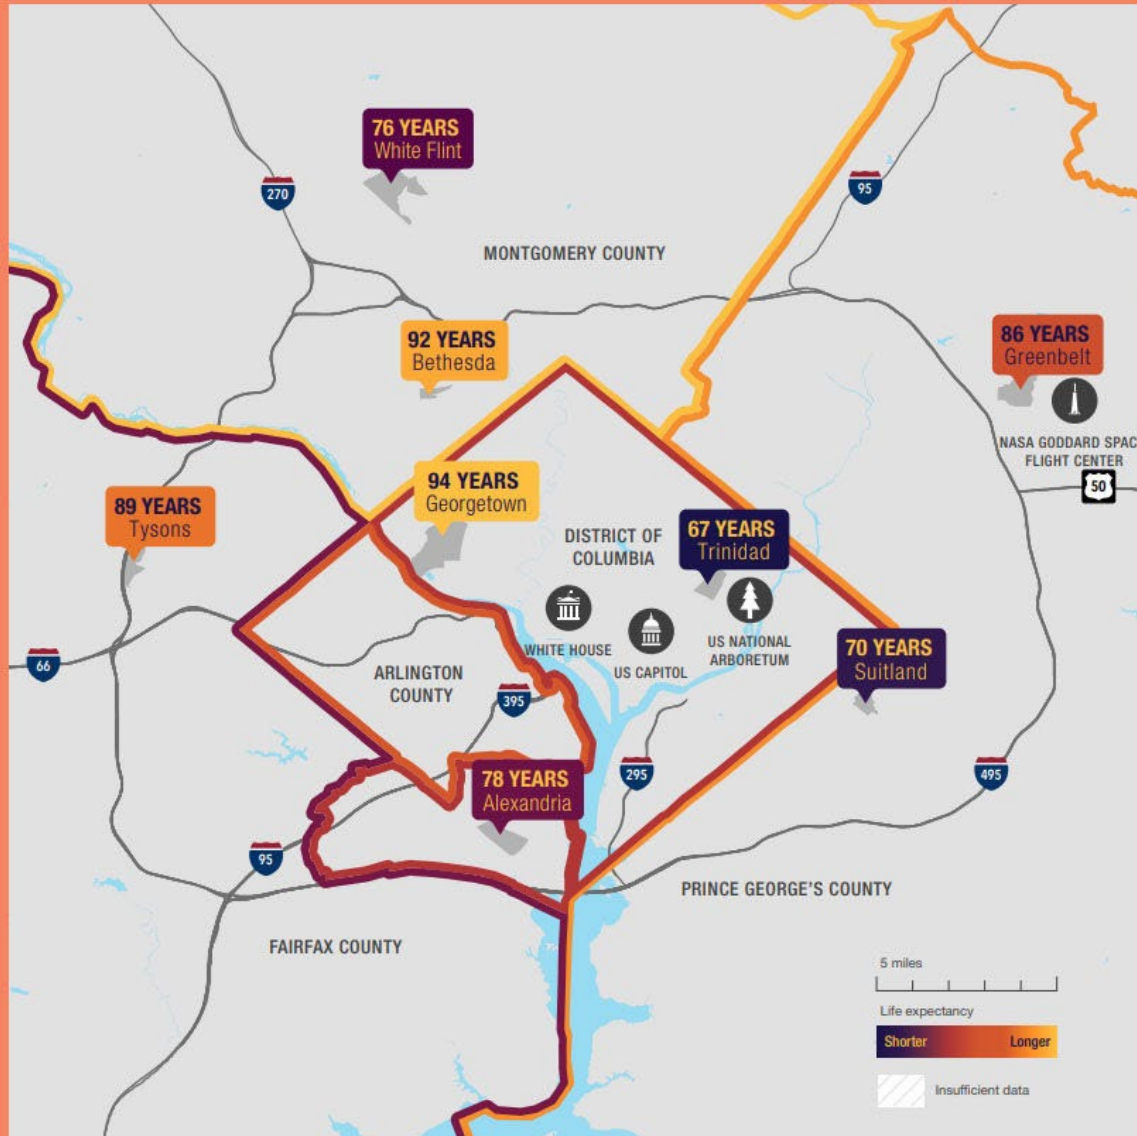 76 YEARS
White Flint
270
95
MONTGOMERY COUNTY
92 YEARS
Bethesda
86 YEARS
Greenbelt
NASA GODDARD SPAC
FLIGHT CENTER
50
94 YEARS
Georgetown
89 YEARS
Tysons
DISTRICT OF
COLUMBIA
67 YEARS
Trinidad
WHITE HOUSE
US CAPITOL
US NATIONAL
ARBORETUM
70 YEARS
Suitland
66
ARLINGTON
COUNTY
395
78 YEARS
Alexandria
295
495
95
PRINCE GEORGE'S COUNTY
FAIRFAX COUNTY
5 miles
Life expectancy
Shorter
Longer
Insufficient data